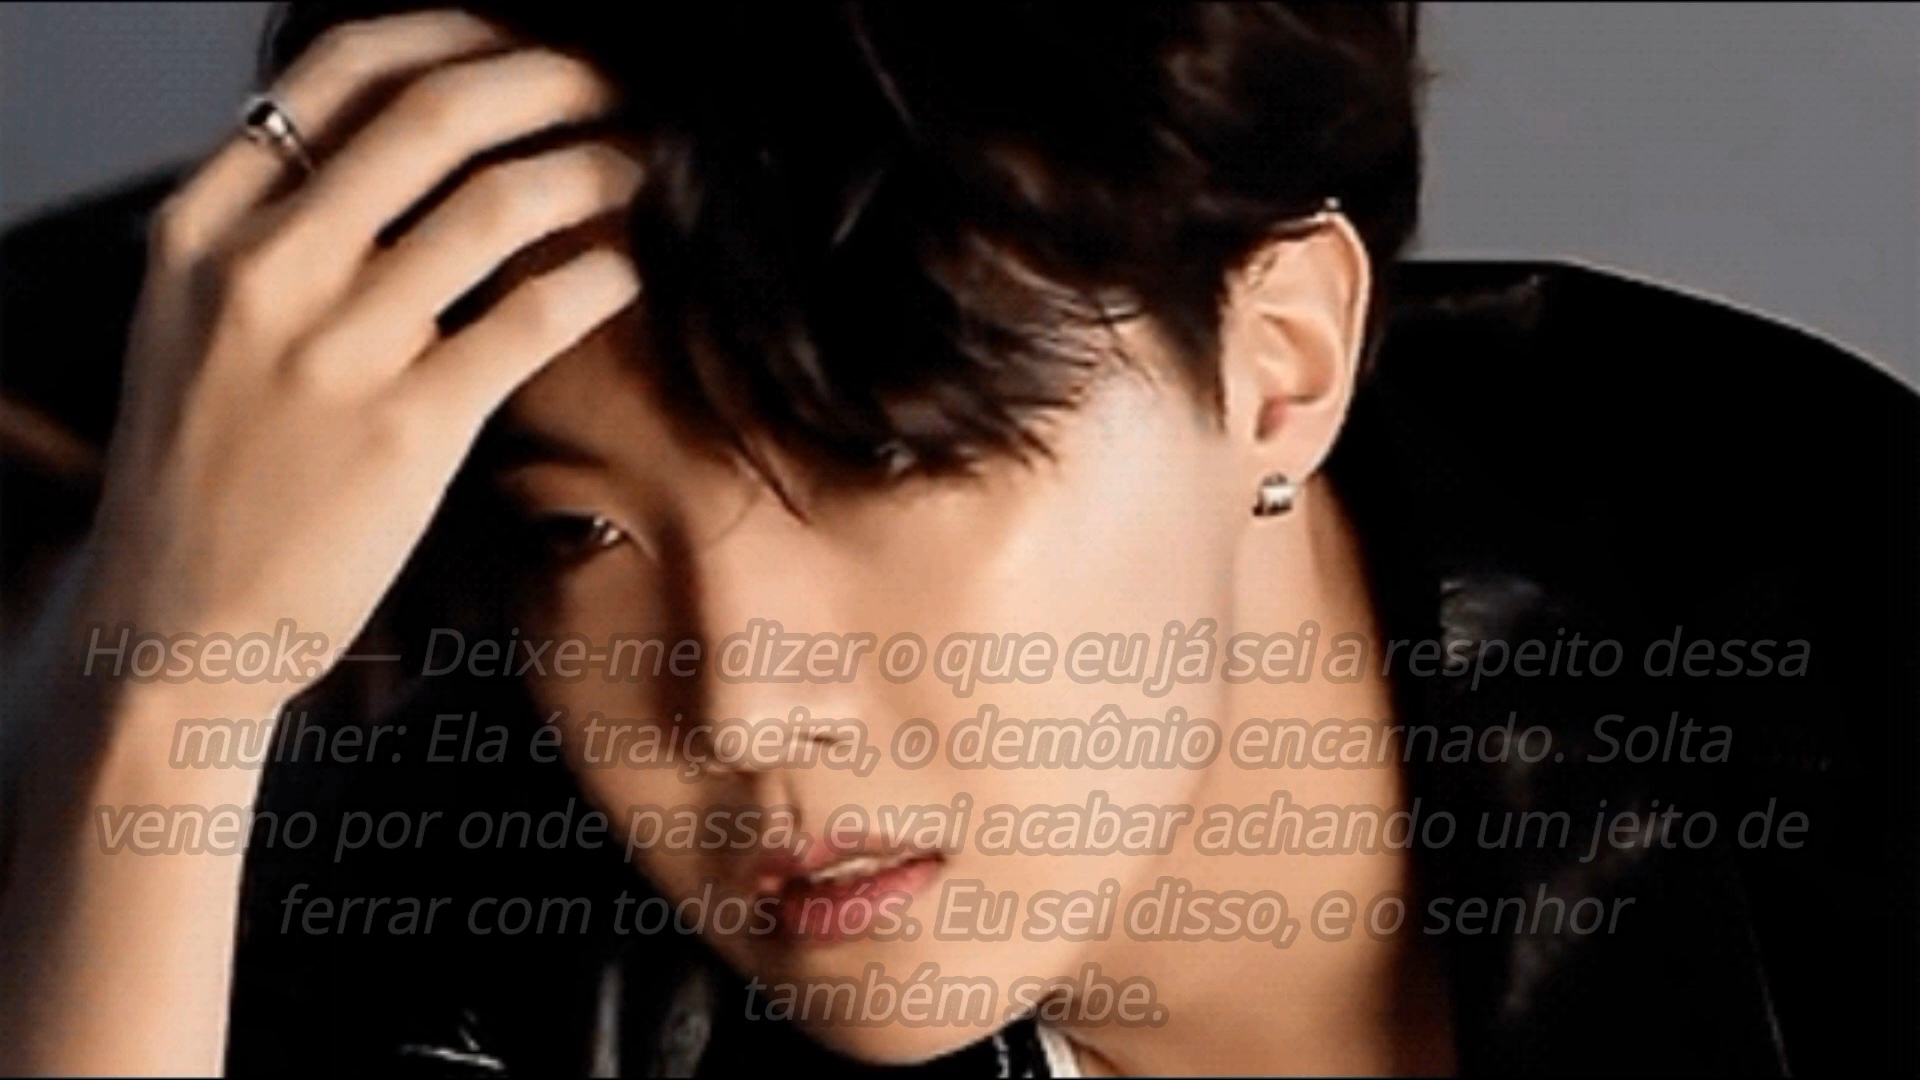 Hoseok: — Deixe-me dizer o que eu já sei a respeito dessa
mulher: Ela é traiçoeira, o demônio encarnado. Solta
veneno por onde passa, e vai acabar achando um jeito de
ferrar com todos nós. Eu sei disso, e o senhor
também sabe.